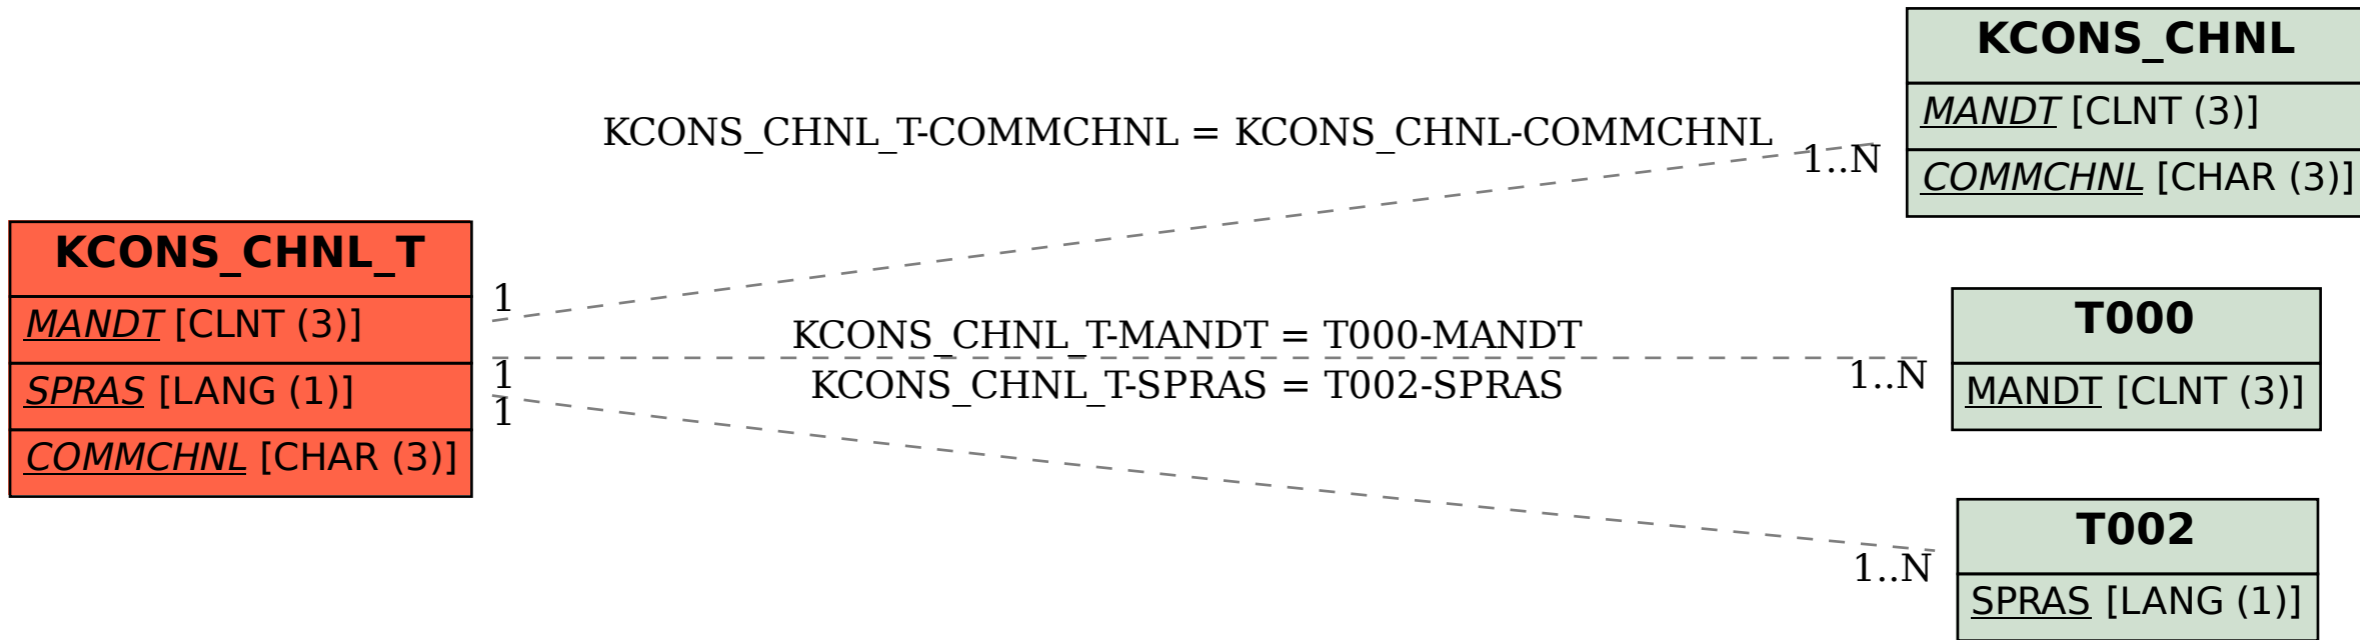 KCONS_CHNL
MANDT [CLNT (3)]
COMMCHNL [CHAR (3)]
KCONS_CHNL_T-COMMCHNL = KCONS_CHNL-COMMCHNL
1..N
KCONS_CHNL_T
MANDT [CLNT (3)]
SPRAS [LANG (1)]
COMMCHNL [CHAR (3)]
1
1
1
KCONS_CHNL_T-MANDT = T000-MANDT
KCONS_CHNL_T-SPRAS = T002-SPRAS
1..N
T000
MANDT [CLNT (3)]
1..N
T002
SPRAS [LANG (1)]